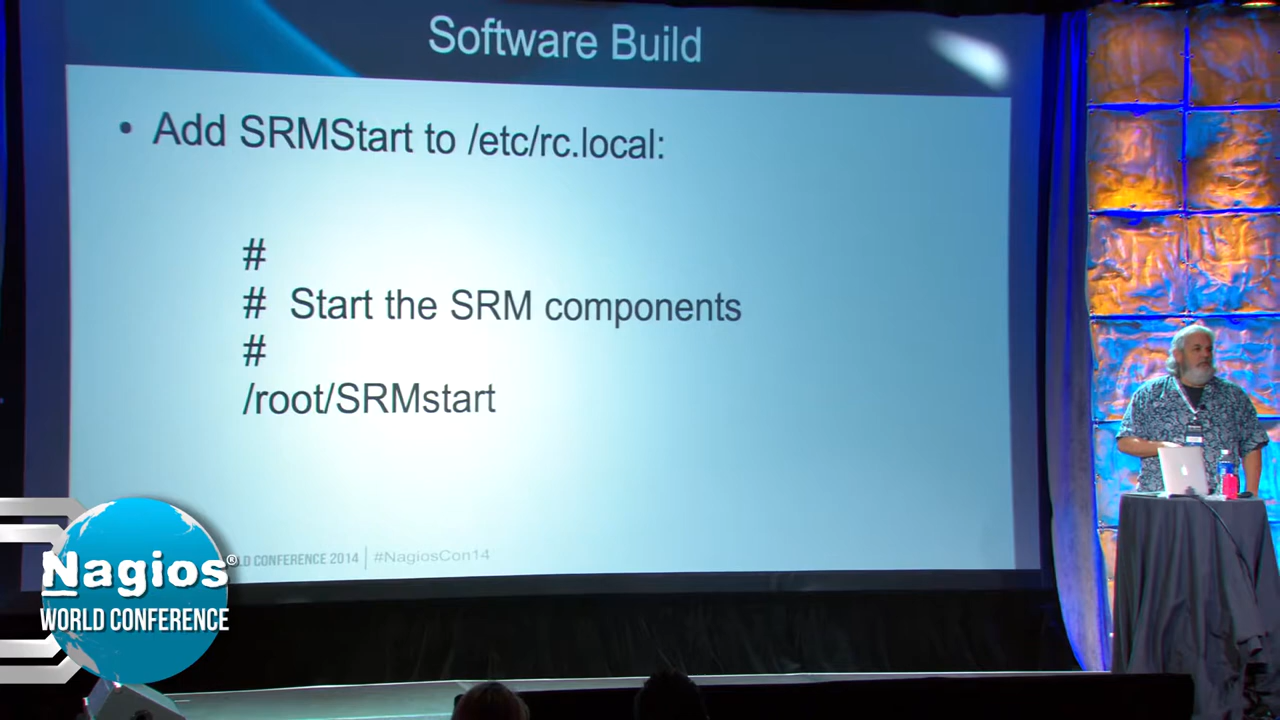 Software Build
• Add SRMStart to /etc/rc.local:
#
# Start the SRM components
#
/root/SRMstart
LD CONFERENCE 2014 | #NagiosCon14
Nagios®
WORLD CONFERENCE